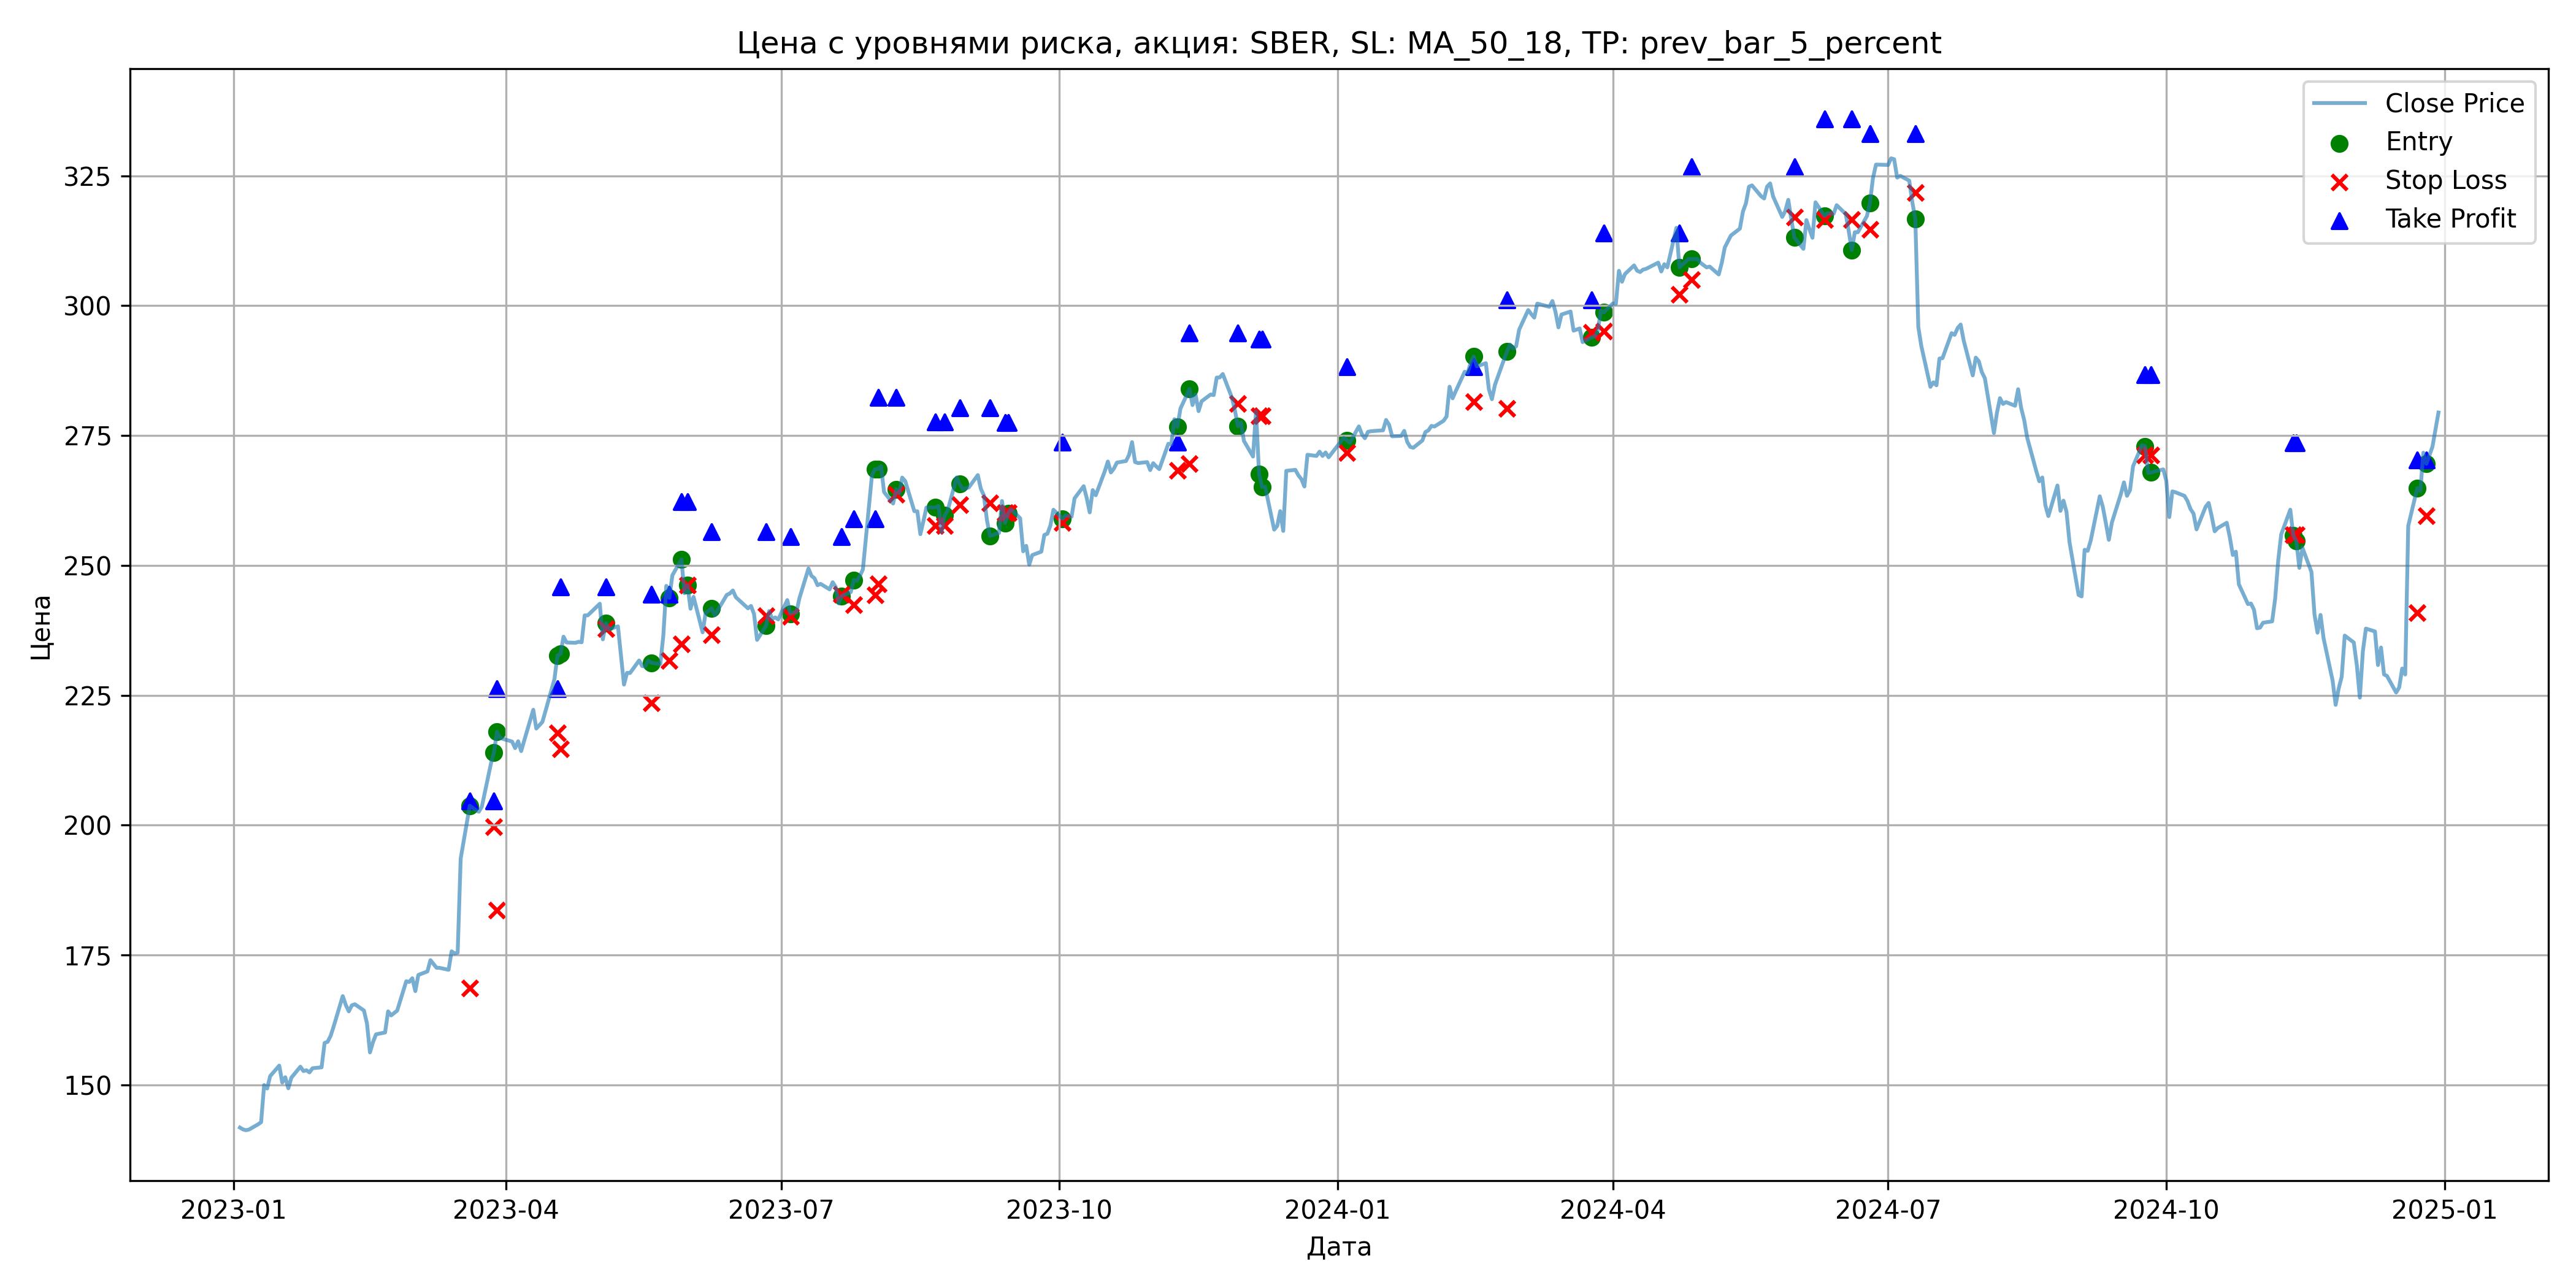 Цена с уровнями риска, акция: SBER, SL: MA_50_18, TP: prev_bar_5_percent
Close Price
Entry
Stop Loss
Take Profit
Цена
325
300
275
250
225
200
175
150
2023-01
2023-04
2023-07
2023-10
2024-01
2024-04
2024-07
2024-10
2025-01
Дата